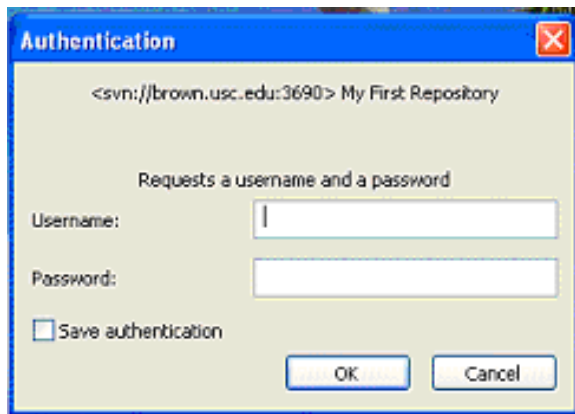 Authentication
<svn://brown.usc.edu:3690> My First Repository
Requests a username and a password
Username:
Password:
Save authentication
OK Cancel